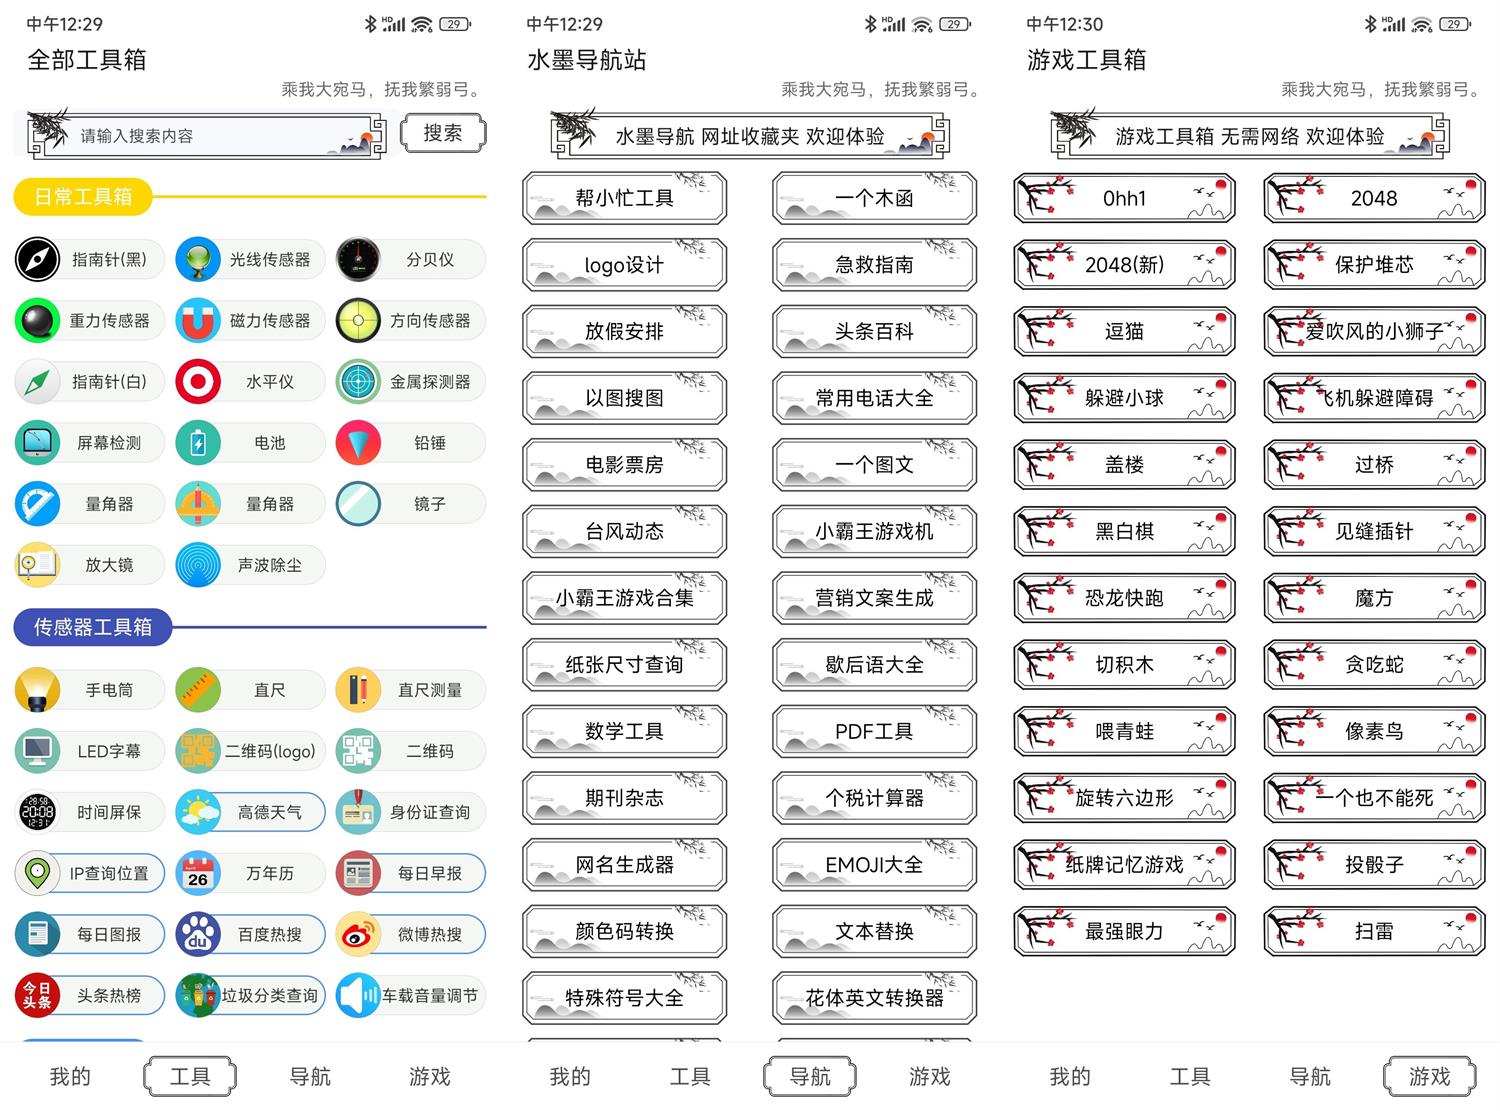 中午12:29
HD
29
全部工具箱
乘我大宛马，抚我繁弱弓。
请输入搜索内容
搜索
日常工具箱
指南针(黑)
光线传感器
分贝仪
重力传感器
磁力传感器
方向传感器
指南针(白)
水平仪
金属探测器
屏幕检测
电池
铅锤
量角器
量角器
镜子
放大镜
声波除尘
传感器工具箱
手电筒
直尺
直尺测量
LED字幕
二维码(logo)
二维码
20:08
时间屏保
高德天气
身份证查询
IP查询位置
26
万年历
每日早报
每日图报
du
百度热搜
微博热搜
今日
头条
头条热榜
垃圾分类查询
车载音量调节
我的
工具
导航
游戏
中午12:29
HD
29
水墨导航站
乘我大宛马，抚我繁弱弓。
水墨导航 网址收藏夹 欢迎体验
帮小忙工具
一个木函
logo设计
急救指南
放假安排
头条百科
以图搜图
常用电话大全
电影票房
一个图文
台风动态
小霸王游戏机
小霸王游戏合集
营销文案生成
纸张尺寸查询
歇后语大全
数学工具
PDF工具
期刊杂志
个税计算器
网名生成器
EMOJI大全
颜色码转换
文本替换
特殊符号大全
花体英文转换器
我的
工具
导航
游戏
中午12:30
HD
29
游戏工具箱
乘我大宛马，抚我繁弱弓。
游戏工具箱 无需网络 欢迎体验
0hh1
2048
2048(新)
保护堆芯
逗猫
爱吹风的小狮子
躲避小球
飞机躲避障碍
盖楼
过桥
黑白棋
见缝插针
恐龙快跑
魔方
切积木
贪吃蛇
喂青蛙
像素鸟
旋转六边形
一个也不能死
纸牌记忆游戏
投骰子
最强眼力
扫雷
我的
工具
导航
游戏